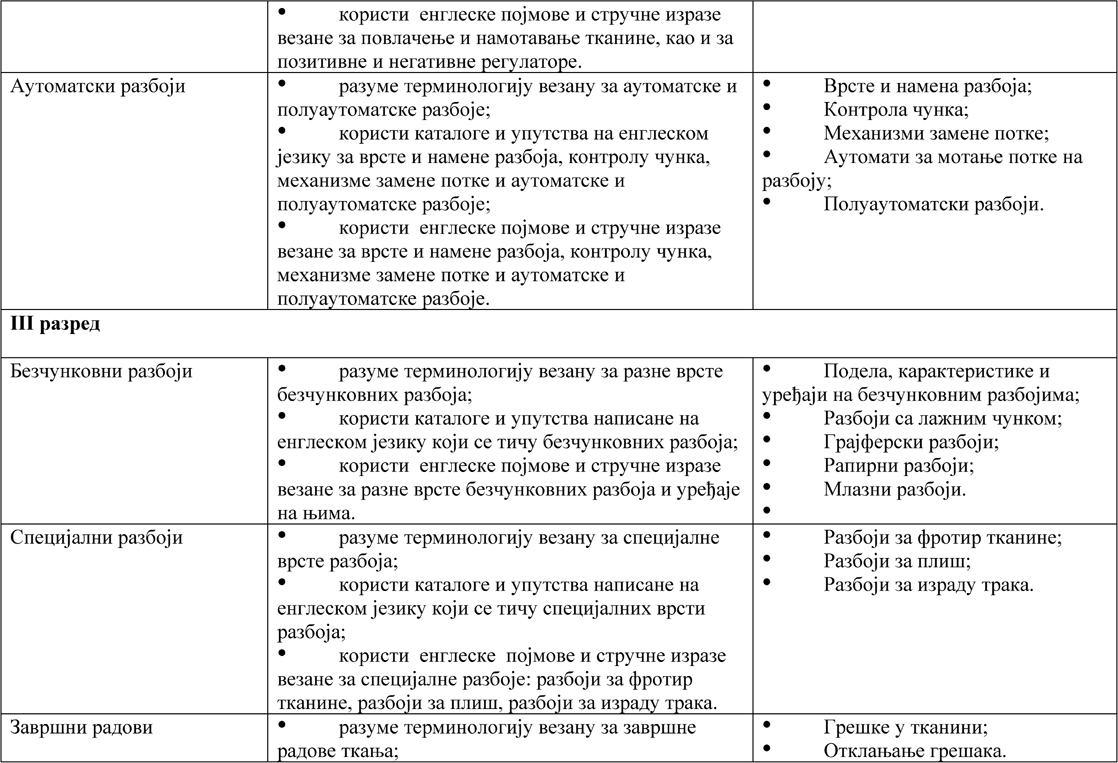 • користи  енглеске појмове и стручне изразе
везане за повлачење и намотавање тканине, као и за
позитивне и негативне регулаторе.
Аутоматски разбоји
• разуме терминологију везану за аутоматске и
полуаутоматске разбоје;
• користи каталоге и упутства на енглеском
језику за врсте и намене разбоја, контролу чунка,
механизме замене потке и аутоматске и
полуаутоматске разбоје;
• користи  енглеске појмове и стручне изразе
везане за врсте и намене разбоја, контролу чунка,
механизме замене потке и аутоматске и
полуаутоматске разбоје.
• Врсте и намена разбоја;
• Контрола чунка;
• Механизми замене потке;
• Аутомати за мотање потке на
разбоју;
• Полуаутоматски разбоји.
III разред
Безчунковни разбоји
• разуме терминологију везану за разне врсте
безчунковних разбоја;
• користи каталоге и упутства написане на
енглеском језику који се тичу безчунковних разбоја;
• користи  енглеске појмове и стручне изразе
везане за разне врсте безчунковних разбоја и уређаје
на њима.
• Подела, карактеристике и
уређаји на безчунковним разбојима;
• Разбоји са лажним чунком;
• Грајферски разбоји;
• Рапирни разбоји;
• Млазни разбоји.
•
Специјални разбоји
• разуме терминологију везану за специјалне
врсте разбоја;
• користи каталоге и упутства написане на
енглеском језику који се тичу специјалних врсти
разбоја;
• користи  енглеске  појмове и стручне изразе
везане за специјалне разбоје: разбоји за фротир
тканине, разбоји за плиш, разбоји за израду трака.
• Разбоји за фротир тканине;
• Разбоји за плиш;
• Разбоји за израду трака.
Завршни радови
• разуме терминологију везану за завршне
радове ткања;
• Грешке у тканини;
• Отклањање грешака.